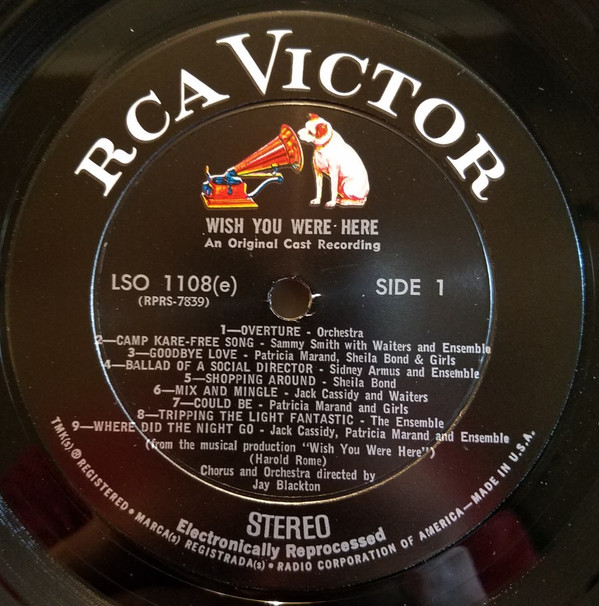 RCA VICTOR
WISH YOU WERE HERE
An Original Cast Recording
LSO 1108(e)
(RPRS-7839)
SIDE 1
1—OVERTURE - Orchestra
2—CAMP KARE-FREE SONG - Sammy Smith with Waiters and Ensemble
3—GOODBYE LOVE - Patricia Marand, Sheila Bond & Girls
4—BALLAD OF A SOCIAL DIRECTOR - Sidney Armus and Ensemble
5—SHOPPING AROUND - Sheila Bond
6—MIX AND MINGLE - Jack Cassidy and Waiters
7—COULD BE - Patricia Marand and Girls
8—TRIPPING THE LIGHT FANTASTIC - The Ensemble
9—WHERE DID THE NIGHT GO - Jack Cassidy, Patricia Marand and Ensemble
(from the musical production "Wish You Were Here")
(Harold Rome)
Chorus and Orchestra directed by
Jay Blackton
STEREO
Electronically Reprocessed
TMK(s) ® REGISTERED • MARCA(s) REGISTRADA(s) • RADIO CORPORATION OF AMERICA—MADE IN U.S.A.